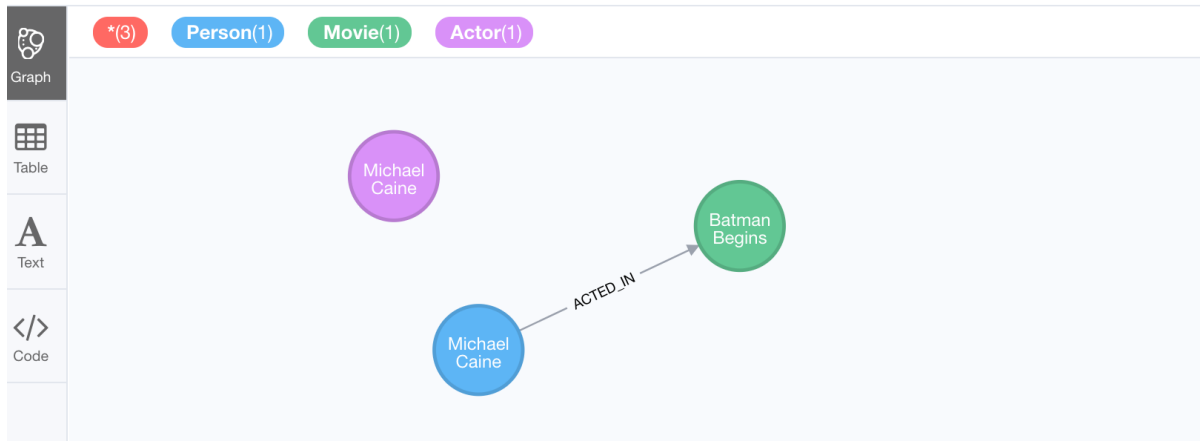 *(3) Person(1) Movie(1) Actor(1)
Graph
Table
Text
Code
Michael
Caine
Batman
Begins
ACTED_IN
Michael
Caine